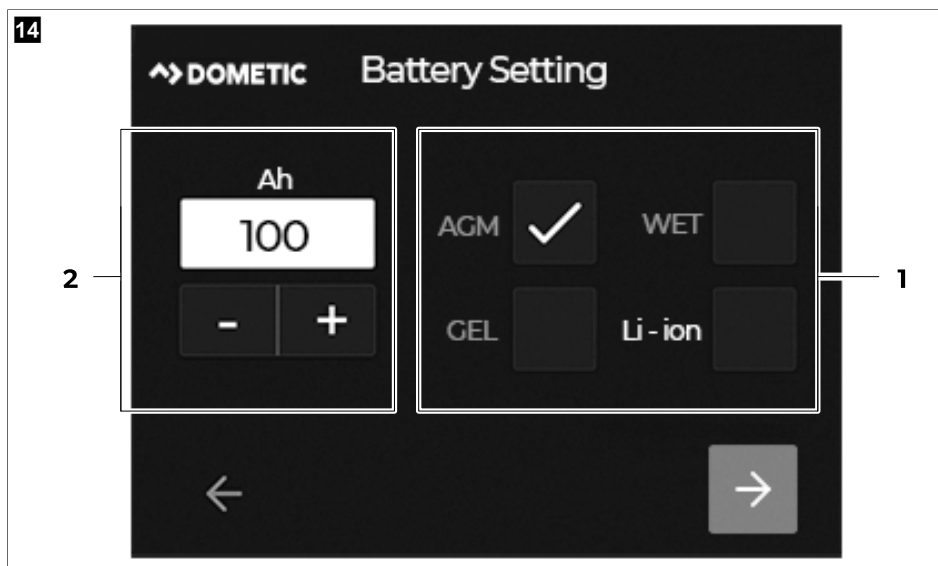 14
DOMETIC Battery Setting
Ah
100
AGM WET
2 1
- +
GEL Li - ion